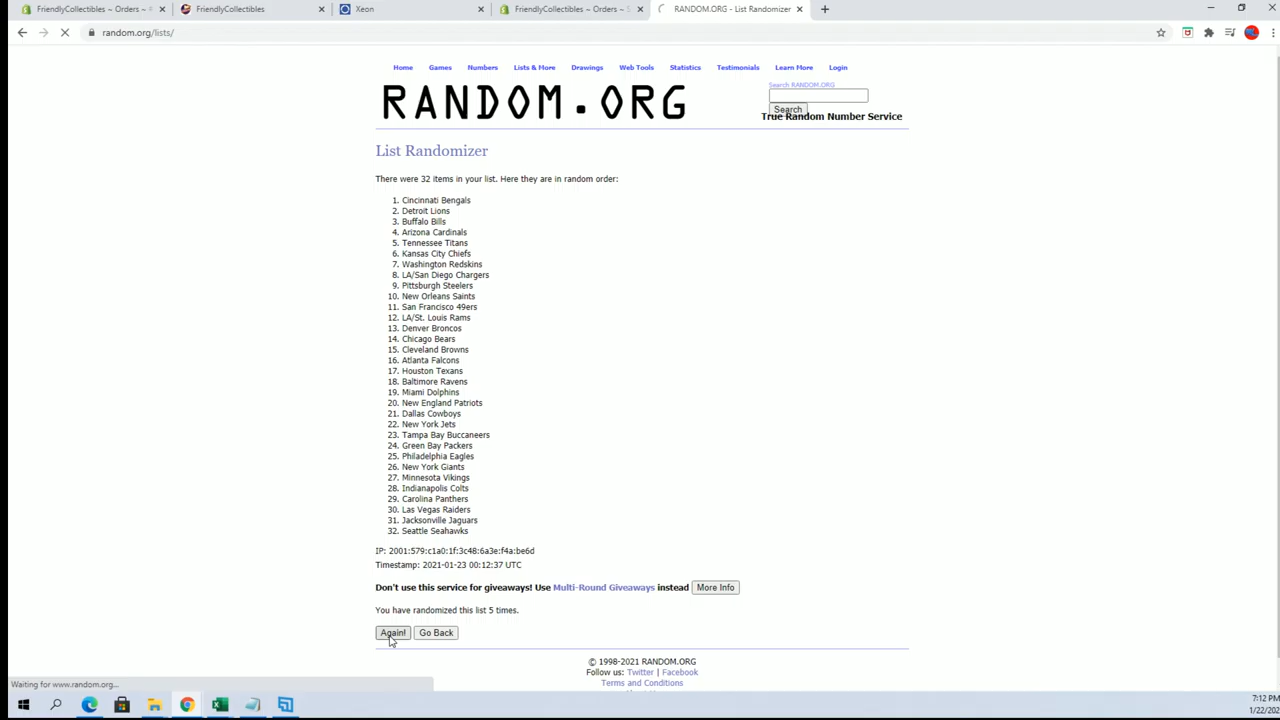 FriendlyCollectibles ~ Orders ~
FriendlyCollectibles
Xeon
FriendlyCollectibles ~ Orders ~ S
RANDOM.ORG - List Randomizer
random.org/lists/
Home Games Numbers Lists & More Drawings Web Tools Statistics Testimonials Learn More Login
Search RANDOM.ORG
RANDOM.ORG
Search
True Random Number Service
List Randomizer
There were 32 items in your list. Here they are in random order:
1. Cincinnati Bengals
2. Detroit Lions
3. Buffalo Bills
4. Arizona Cardinals
5. Tennessee Titans
6. Kansas City Chiefs
7. Washington Redskins
8. LA/San Diego Chargers
9. Pittsburgh Steelers
10. New Orleans Saints
11. San Francisco 49ers
12. LA/St. Louis Rams
13. Denver Broncos
14. Chicago Bears
15. Cleveland Browns
16. Atlanta Falcons
17. Houston Texans
18. Baltimore Ravens
19. Miami Dolphins
20. New England Patriots
21. Dallas Cowboys
22. New York Jets
23. Tampa Bay Buccaneers
24. Green Bay Packers
25. Philadelphia Eagles
26. New York Giants
27. Minnesota Vikings
28. Indianapolis Colts
29. Carolina Panthers
30. Las Vegas Raiders
31. Jacksonville Jaguars
32. Seattle Seahawks
IP: 2001:579:c1a0:1f:3c48:6a3e:f4a:be6d
Timestamp: 2021-01-23 00:12:37 UTC
Don't use this service for giveaways! Use Multi-Round Giveaways instead More Info
You have randomized this list 5 times.
Again! Go Back
© 1998-2021 RANDOM.ORG
Follow us: Twitter | Facebook
Terms and Conditions
Waiting for www.random.org...
7:12 PM
1/22/202